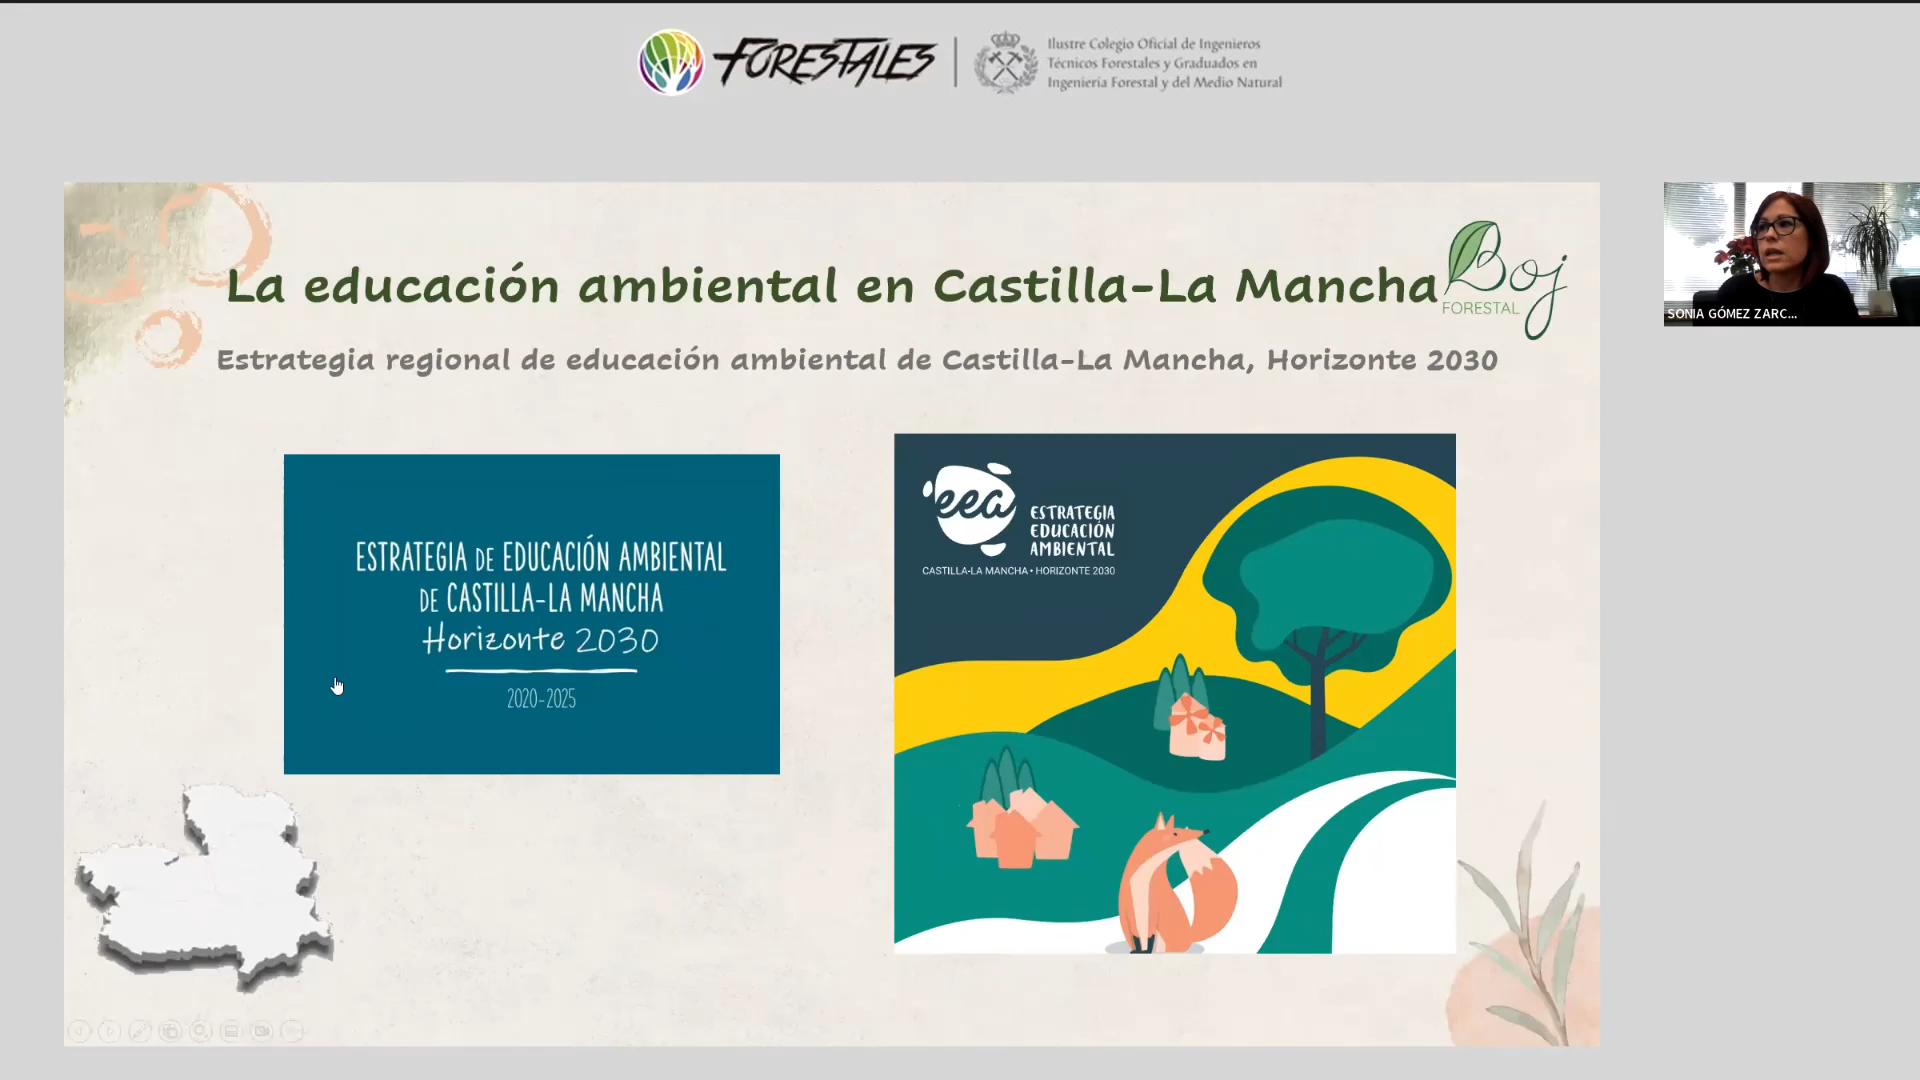 FORESTALES
Ilustre Colegio Oficial de Ingenieros
Técnicos Forestales y Graduados en
Ingeniería Forestal y del Medio Natural
La educación ambiental en Castilla-La Mancha
Boj
FORESTAL
SONIA GÓMEZ ZARC...
Estrategia regional de educación ambiental de Castilla-La Mancha, Horizonte 2030
ESTRATEGIA DE EDUCACIÓN AMBIENTAL
DE CASTILLA-LA MANCHA
Horizonte 2030
2020-2025
eea
ESTRATEGIA
EDUCACIÓN
AMBIENTAL
CASTILLA-LA MANCHA • HORIZONTE 2030